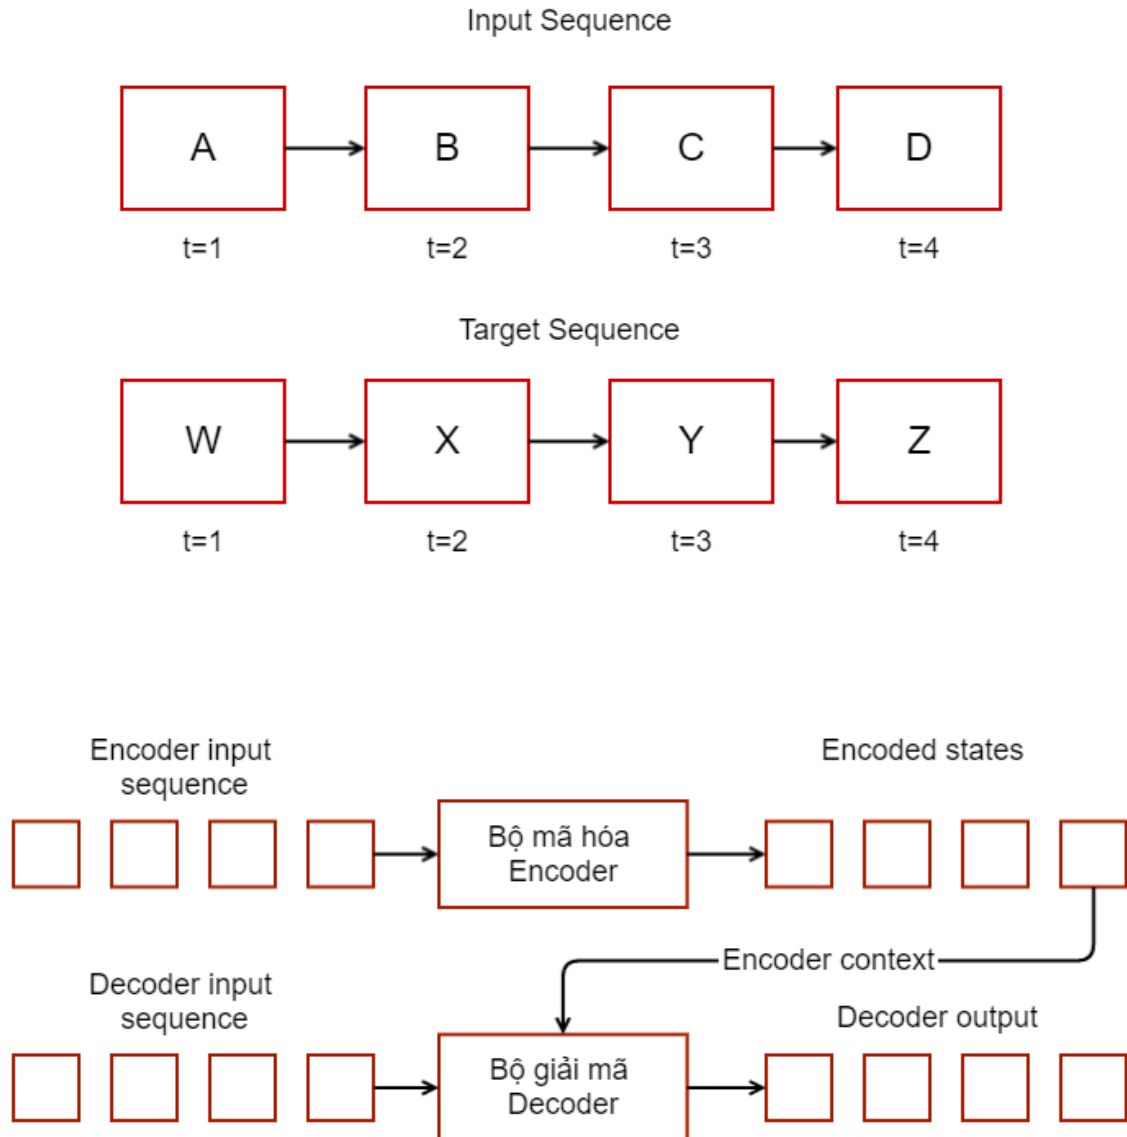 Input Sequence
A B C D
t=1 t=2 t=3 t=4
Target Sequence
W X Y Z
t=1 t=2 t=3 t=4
Encoder input
sequence
Bộ mã hóa
Encoder
Encoded states
Encoder context
Decoder input
sequence
Bộ giải mã
Decoder
Decoder output